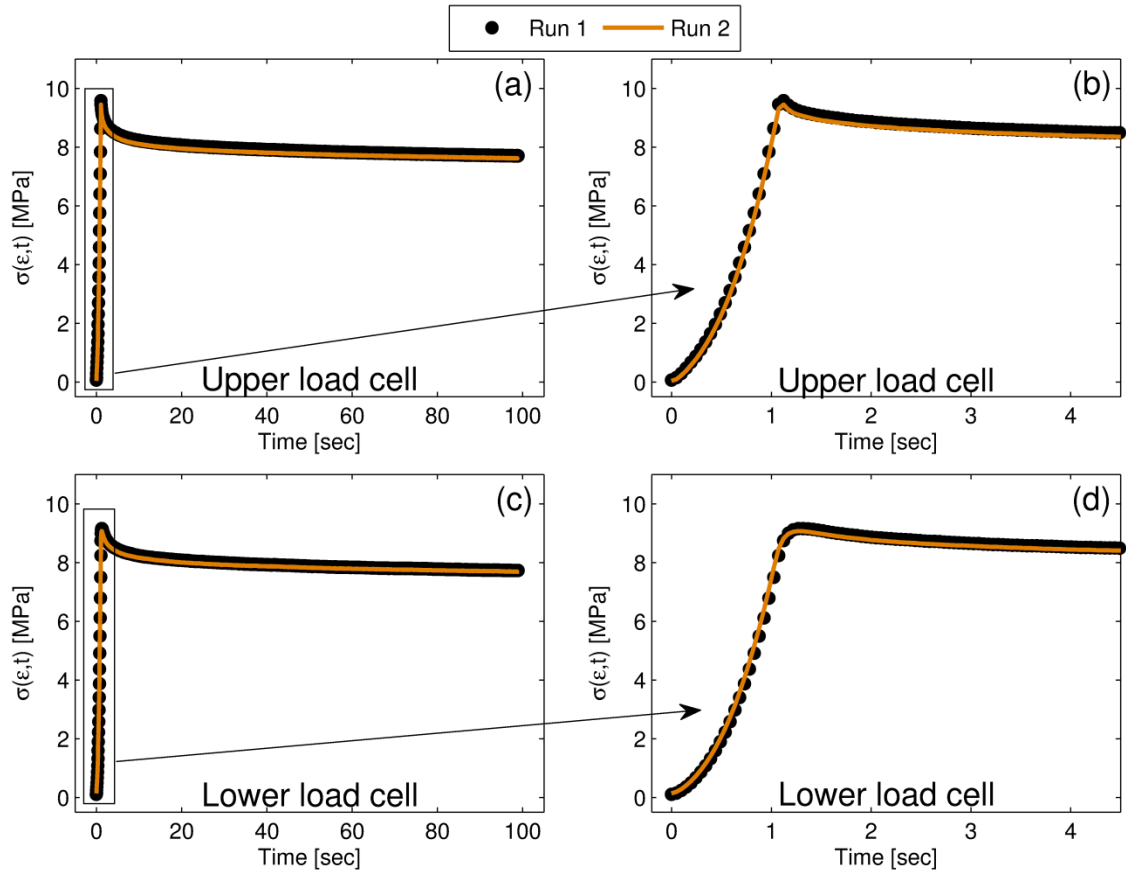 Run 1 Run 2
(a)
σ(ε,t) [MPa]
10
8
6
4
2
0
Upper load cell
0 20 40 60 80 100
Time [sec]
(b)
σ(ε,t) [MPa]
10
8
6
4
2
0
Upper load cell
0 1 2 3 4
Time [sec]
(c)
σ(ε,t) [MPa]
10
8
6
4
2
0
Lower load cell
0 20 40 60 80 100
Time [sec]
(d)
σ(ε,t) [MPa]
10
8
6
4
2
0
Lower load cell
0 1 2 3 4
Time [sec]